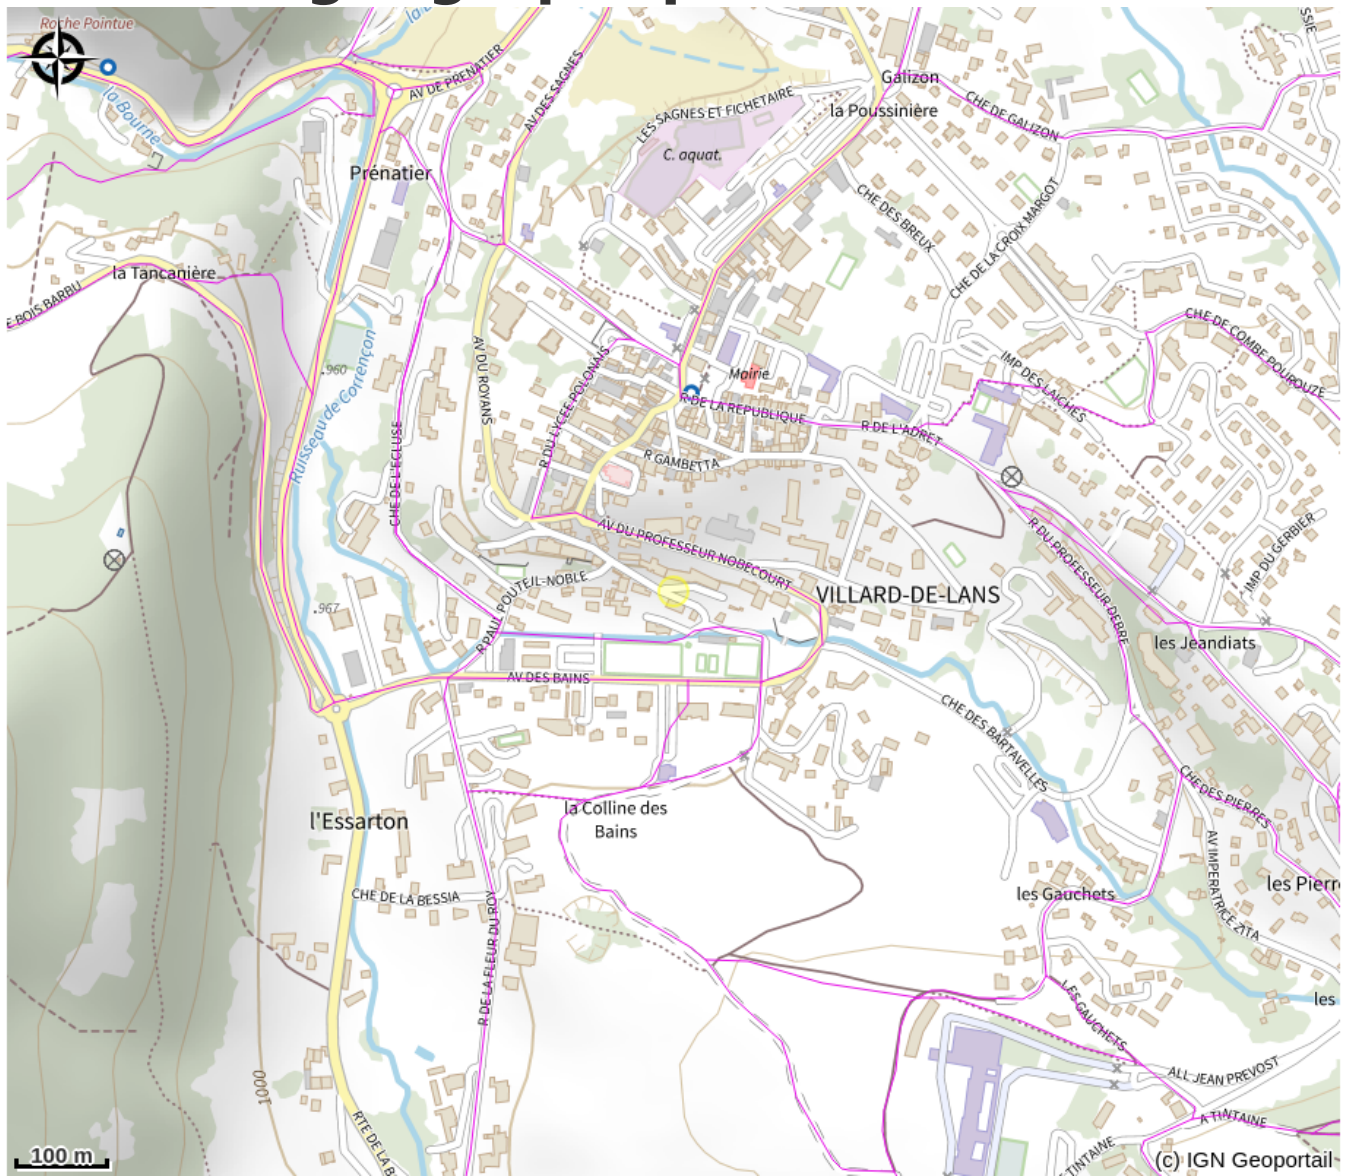 Roche Pointue
la Bourne
AV DE PRENATIER
AV DES SAGNES
LES SAGNES ET FICHETAIRE
C. aquat.
Galizon
la Poussinière
CHE DE GALIZON
Prénatier
CHE DES BREUX
CHE DE LA CROIX MARGOT
la Tancanière
E BOIS BARBU
CHE DE COMBE POUROUZE
AV DU ROYANS
R DU LYCEE POLONAIS
.960
Ruisseau de Corrençon
Mairie
IMP DES LAICHES
R DE LA REPUBLIQUE
R DE L'ADRET
R GAMBETTA
CHE DE L'ECLUSE
AV DU PROFESSEUR NOBECOURT
R DU PROFESSEUR DEBRE
IMP DU GERBIER
R PAUL POUTEIL-NOBLE
VILLARD-DE-LANS
.967
les Jeandiats
AV DES BAINS
CHE DES BARTAVELLES
CHE DES PIERRES
la Colline des
Bains
l'Essarton
AV IMPERATRICE ZITA
CHE DE LA BESSIA
les Gauchets
les Pierr
R DE LA FLEUR DU ROY
LES GAUCHETS
les
1000
ALL JEAN PREVOST
RTE DE LA B
A TINTAINE
TINTAINE
100 m
(c) IGN Geoportail